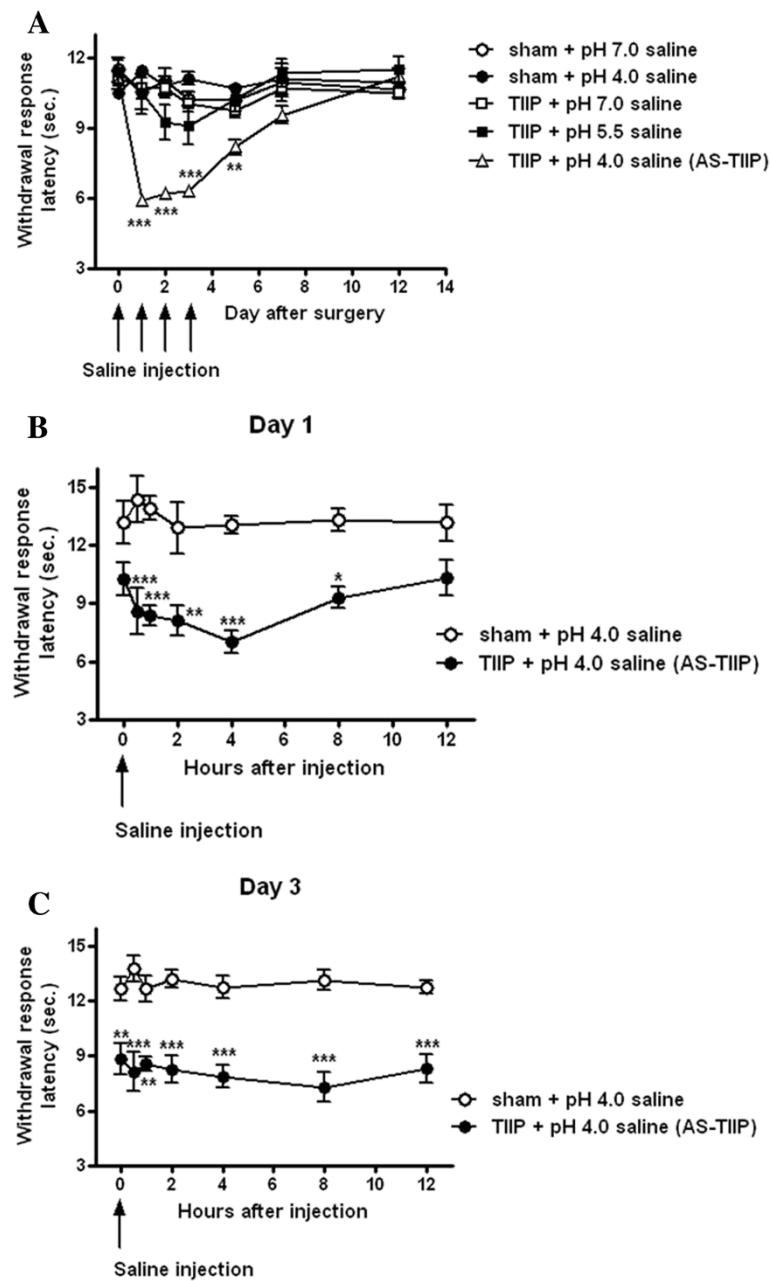 A
Withdrawal response
latency (sec.)
12
9
6
3
***
***
***
**
0 2 4 6 8 10 12 14
Day after surgery
Saline injection
sham + pH 7.0 saline
sham + pH 4.0 saline
TIIP + pH 7.0 saline
TIIP + pH 5.5 saline
TIIP + pH 4.0 saline (AS-TIIP)
B
Day 1
Withdrawal response
latency (sec.)
15
12
9
6
3
***
***
**
***
*
sham + pH 4.0 saline
TIIP + pH 4.0 saline (AS-TIIP)
0 2 4 6 8 10 12
Hours after injection
Saline injection
C
Day 3
Withdrawal response
latency (sec.)
15
12
9
6
3
**
***
**
***
***
***
***
sham + pH 4.0 saline
TIIP + pH 4.0 saline (AS-TIIP)
0 2 4 6 8 10 12
Hours after injection
Saline injection